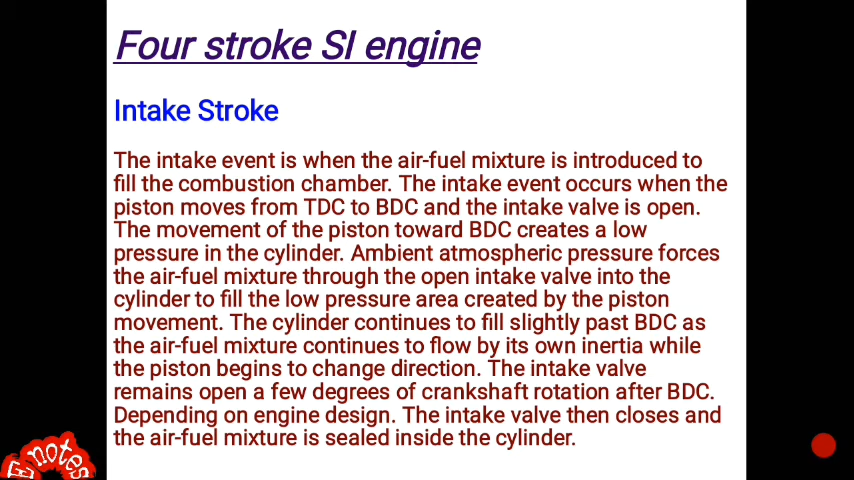 Four stroke SI engine
Intake Stroke
The intake event is when the air-fuel mixture is introduced to
fill the combustion chamber. The intake event occurs when the
piston moves from TDC to BDC and the intake valve is open.
The movement of the piston toward BDC creates a low
pressure in the cylinder. Ambient atmospheric pressure forces
the air-fuel mixture through the open intake valve into the
cylinder to fill the low pressure area created by the piston
movement. The cylinder continues to fill slightly past BDC as
the air-fuel mixture continues to flow by its own inertia while
the piston begins to change direction. The intake valve
remains open a few degrees of crankshaft rotation after BDC.
Depending on engine design. The intake valve then closes and
the air-fuel mixture is sealed inside the cylinder.
E notes